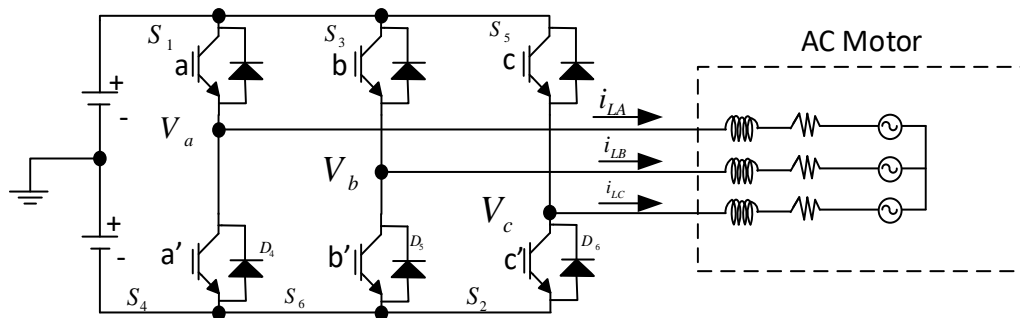 S1
S3
S5
AC Motor
a
b
c
+
-
iLA
Va
iLB
Vb
iLC
Vc
+
-
a'
D4
b'
D5
c'
D6
S4
S6
S2